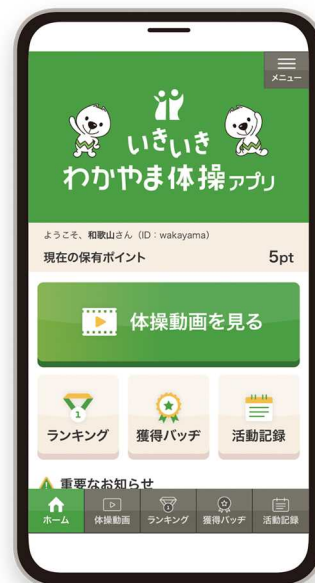 メニュー
いきいき
わかやま体操アプリ
ようこそ、和歌山さん（ID：wakayama）
現在の保有ポイント 5pt
体操動画を見る
1
ランキング 獲得バッヂ 活動記録
重要なお知らせ
ホーム 体操動画 ランキング 獲得バッヂ 活動記録